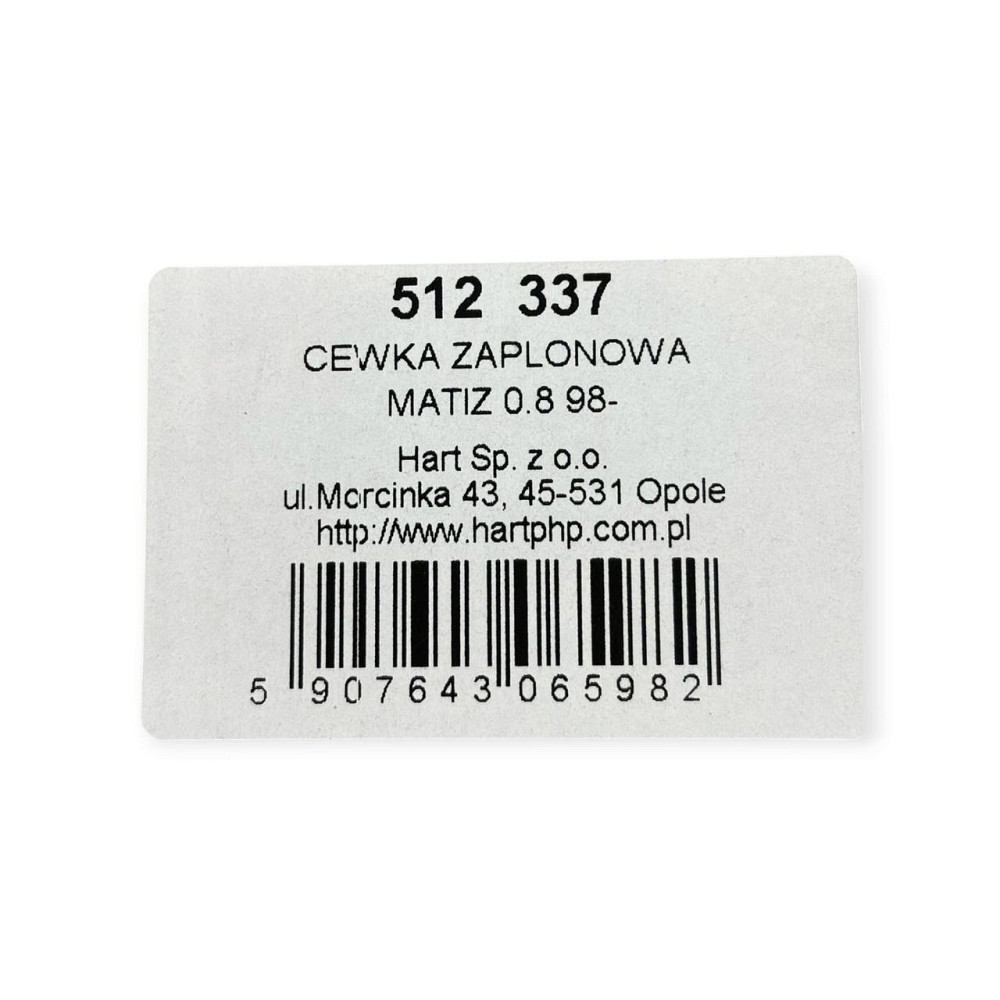 512 337
CEWKA ZAPLONOWA
MATIZ 0.8 98-
Hart Sp. z o.o.
ul.Morcinka 43, 45-531 Opole
http://www.hartphp.com.pl
5 907643 065982